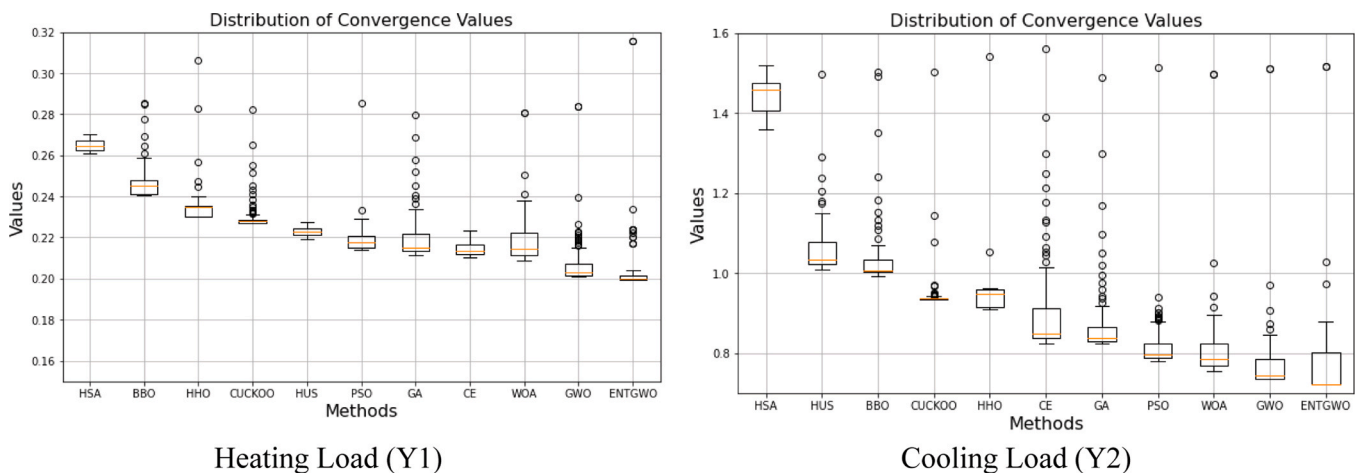 Distribution of Convergence Values
Values
0.32
0.30
0.28
0.26
0.24
0.22
0.20
0.18
0.16
HSA BBO HHO CUCKOO HUS PSO GA CE WOA GWO ENTGWO
Methods
Heating Load (Y1)
Distribution of Convergence Values
Values
1.6
1.4
1.2
1.0
0.8
HSA HUS BBO CUCKOO HHO CE GA PSO WOA GWO ENTGWO
Methods
Cooling Load (Y2)